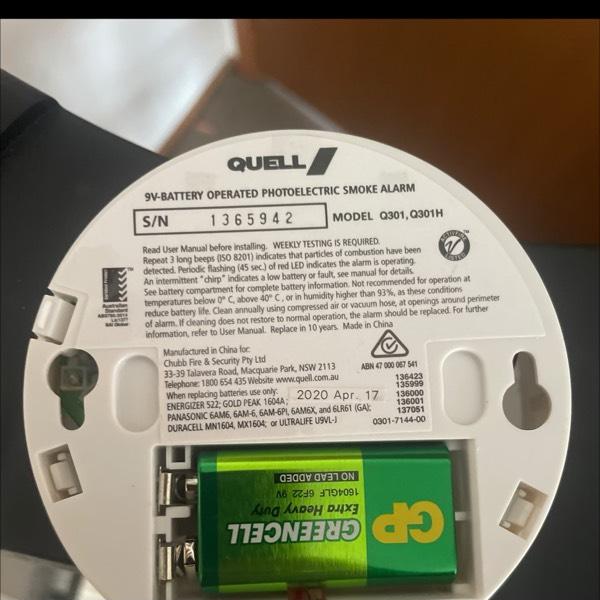 QUELL
9V-BATTERY OPERATED PHOTOELECTRIC SMOKE ALARM
S/N 1365942 MODEL Q301, Q301H
Read User Manual before installing. WEEKLY TESTING IS REQUIRED.
Repeat 3 long beeps (ISO 8201) indicates that particles of combustion have been
detected. Periodic flashing (45 sec.) of red LED indicates the alarm is operating.
An intermittent "chirp" indicates a low battery or fault, see manual for details.
See battery compartment for complete battery information. Not recommended for operation at
temperatures below 0° C, above 40° C, or in humidity higher than 93%, as these conditions
reduce battery life. Clean annually using compressed air or vacuum hose, at openings around perimeter
of alarm. If cleaning does not restore to normal operation, the alarm should be replaced. For further
information, refer to User Manual. Replace in 10 years. Made in China
Australian
Standard
Manufactured in China for:
Chubb Fire & Security Pty Ltd
33-39 Talavera Road, Macquarie Park, NSW 2113
Telephone: 1800 654 435 Website www.quell.com.au
When replacing batteries use only:
ENERGIZER 522; GOLD PEAK 1604A;
PANASONIC 6AM6, 6AM-6, 6AM-6PI, 6AM6X, and 6LR61 (GA);
DURACELL MN1604, MX1604; or ULTRALIFE U9VL-J
2020 Apr. 17
ABN 47 000 067 541
136423
135999
136000
136001
137051
0301-7144-00
GP
GREENCELL
Extra Heavy Duty
1604GLF 6F22 9V
NO LEAD ADDED